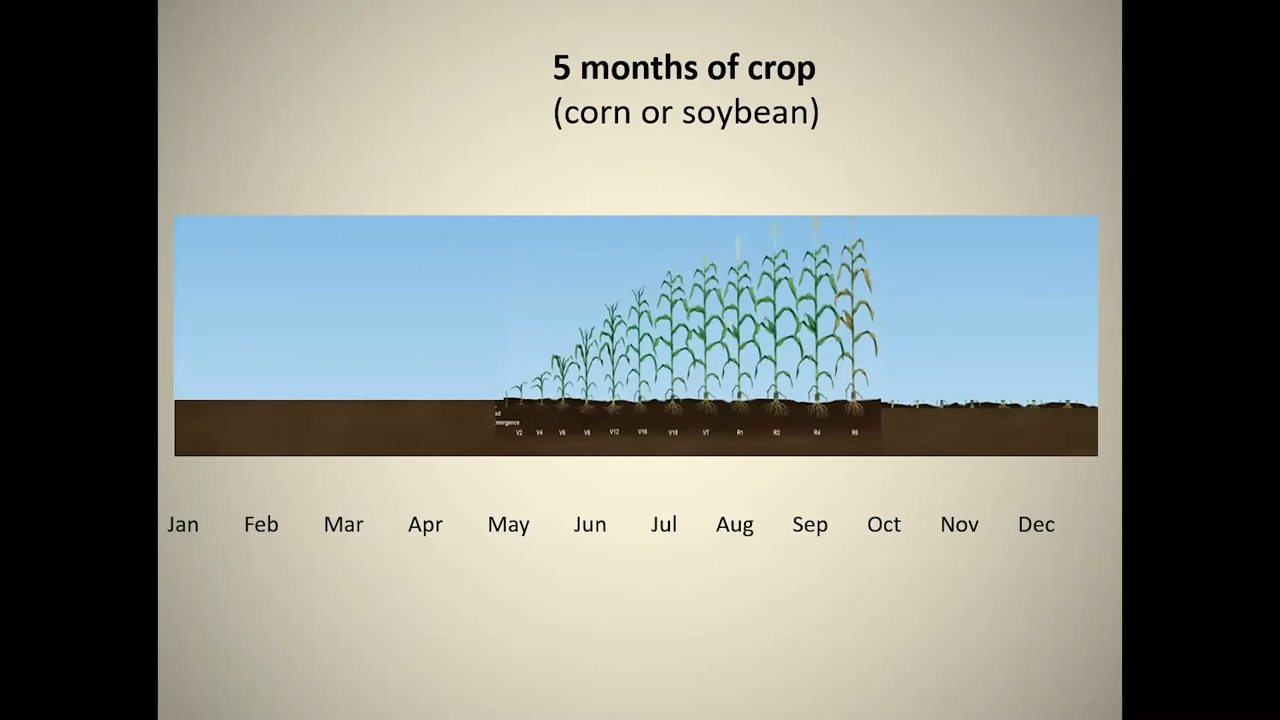 5 months of crop
(corn or soybean)
mergence
V2 V4 V6 V8 V12 V16 V18 VT R1 R2 R4 R6
Jan Feb Mar Apr May Jun Jul Aug Sep Oct Nov Dec